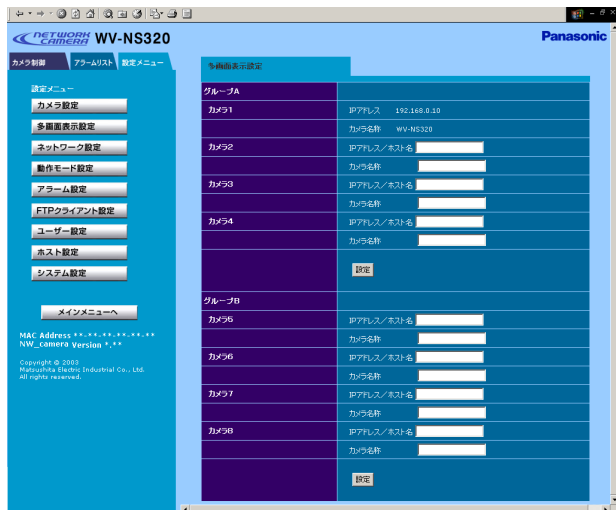 NETWORK CAMERA WV-NS320
Panasonic
カメラ制御 アラームリスト 設定メニュー
設定メニュー
カメラ設定
多画面表示設定
ネットワーク設定
動作モード設定
アラーム設定
FTPクライアント設定
ユーザー設定
ホスト設定
システム設定
メインメニューへ
MAC Address **-**-**-**-**-**
NW_camera Version *.**
Copyright © 2003
Matsushita Electric Industrial Co., Ltd.
All rights reserved.
多画面表示設定
グループA
カメラ1 IPアドレス 192.168.0.10
カメラ名称 WV-NS320
カメラ2 IPアドレス/ホスト名
カメラ名称
カメラ3 IPアドレス/ホスト名
カメラ名称
カメラ4 IPアドレス/ホスト名
カメラ名称
設定
グループB
カメラ5 IPアドレス/ホスト名
カメラ名称
カメラ6 IPアドレス/ホスト名
カメラ名称
カメラ7 IPアドレス/ホスト名
カメラ名称
カメラ8 IPアドレス/ホスト名
カメラ名称
設定